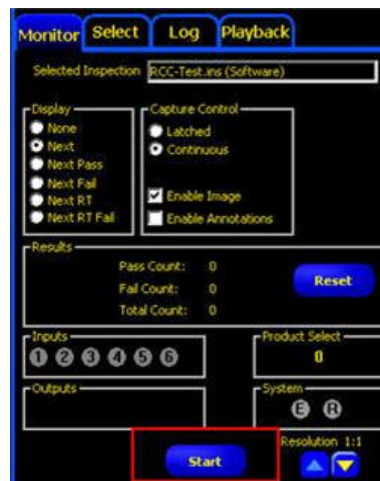 Monitor Select Log Playback
Selected Inspection RCC-Test.ins (Software)
Display
None
Next
Next Pass
Next Fail
Next RT
Next RT Fail
Capture Control
Latched
Continuous
Enable Image
Enable Annotations
Results
Pass Count: 0
Fail Count: 0
Total Count: 0
Reset
Inputs
1 2 3 4 5 6
Product Select
0
Outputs
System
E R
Start
Resolution 1:1